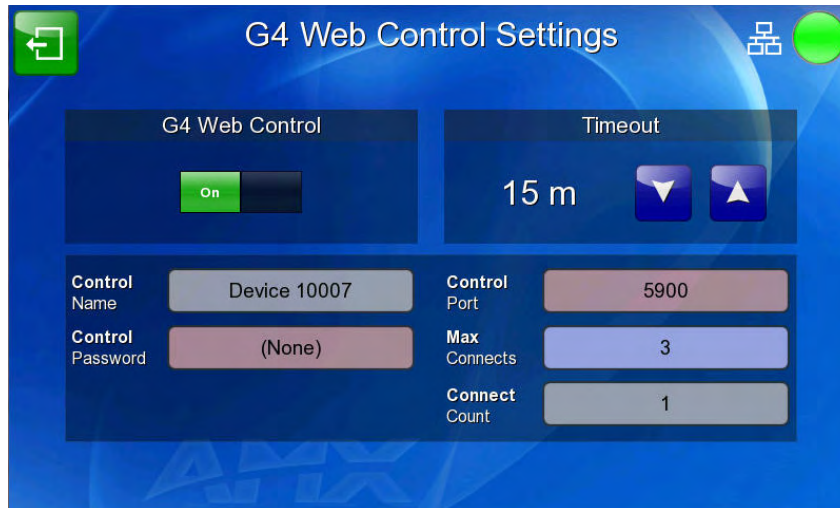 G4 Web Control Settings
G4 Web Control
Timeout
On
15 m
Control
Name
Device 10007
Control
Port
5900
Control
Password
(None)
Max
Connects
3
Connect
Count
1
AMX